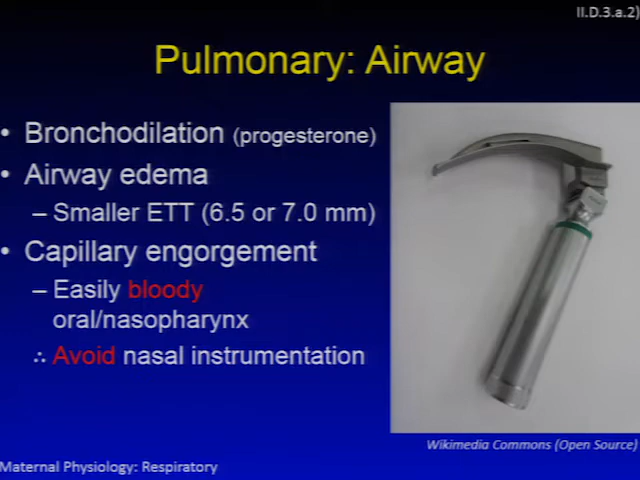 II.D.3.a.2)
Pulmonary: Airway
• Bronchodilation (progesterone)
• Airway edema
– Smaller ETT (6.5 or 7.0 mm)
• Capillary engorgement
– Easily bloody
oral/nasopharynx
∴ Avoid nasal instrumentation
Wikimedia Commons (Open Source)
Maternal Physiology: Respiratory